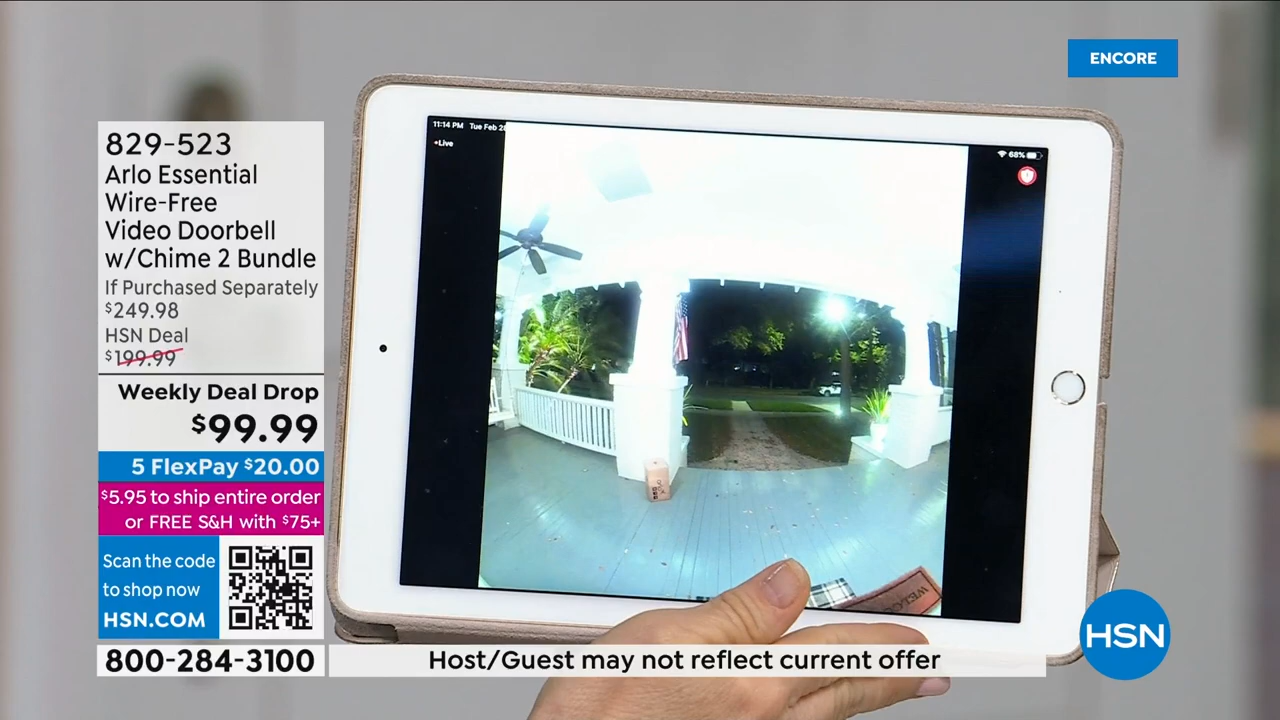 ENCORE
829-523
Arlo Essential
Wire-Free
Video Doorbell
w/Chime 2 Bundle
If Purchased Separately
$249.98
HSN Deal
$199.99
Weekly Deal Drop
$99.99
5 FlexPay $20.00
$5.95 to ship entire order
or FREE S&H with $75+
Scan the code
to shop now
HSN.COM
800-284-3100
Host/Guest may not reflect current offer
HSN
11:14 PM Tue Feb
68%
Live